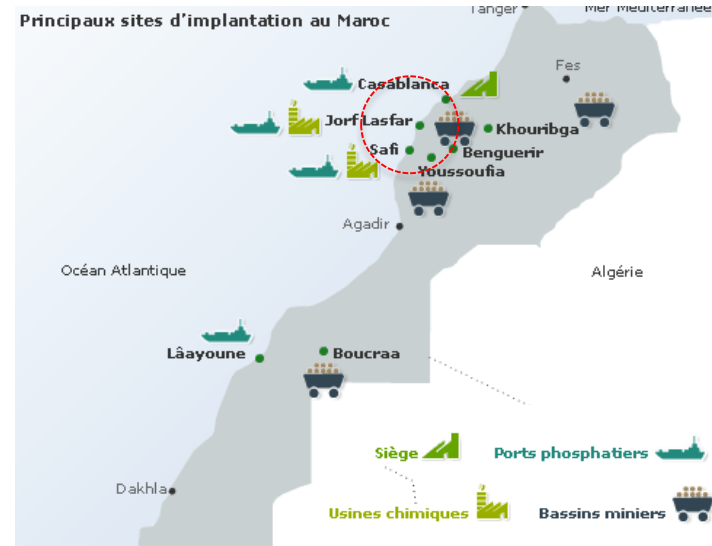 Principaux sites d'implantation au Maroc
Tanger
Mer Méditerranée
Fes
Casablanca
Jorf Lasfar
Khouribga
Safi
Benguerir
Youssoufia
Agadir
Océan Atlantique
Algérie
Lâayoune
Boucraa
Siège
Ports phosphatiers
Dakhla
Usines chimiques
Bassins miniers